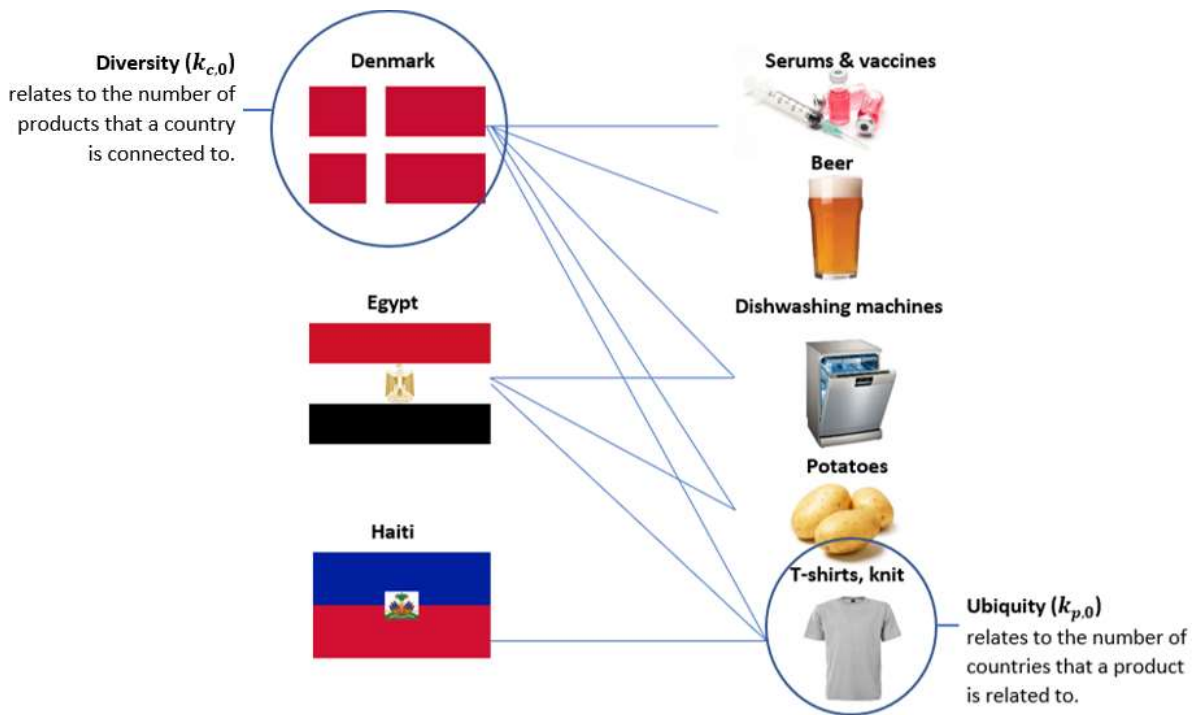 Diversity (k_{c,0})
relates to the number of
products that a country
is connected to.
Denmark
Egypt
Haiti
Serums & vaccines
Beer
Dishwashing machines
Potatoes
T-shirts, knit
Ubiquity (k_{p,0})
relates to the number of
countries that a product
is related to.